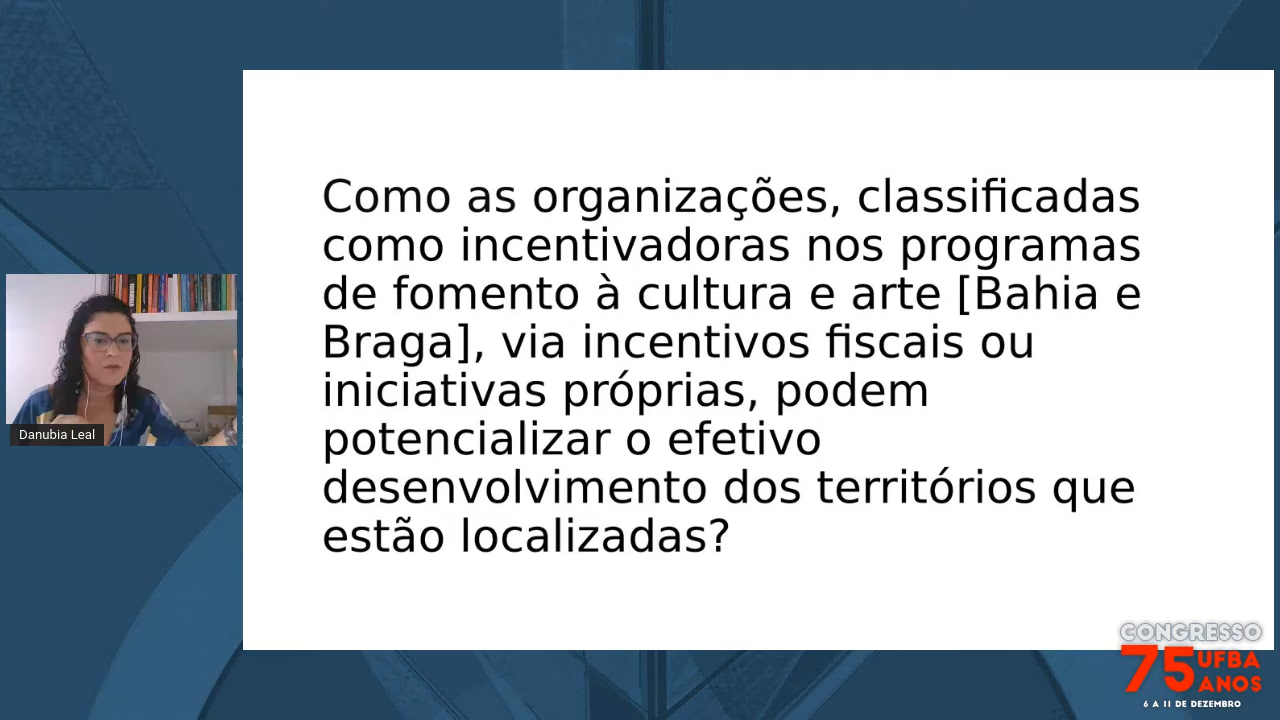 Como as organizações, classificadas
como incentivadoras nos programas
de fomento à cultura e arte [Bahia e
Braga], via incentivos fiscais ou
iniciativas próprias, podem
potencializar o efetivo
desenvolvimento dos territórios que
estão localizadas?
Danubia Leal
CONGRESSO
75 UFBA
ANOS
6 A 11 DE DEZEMBRO